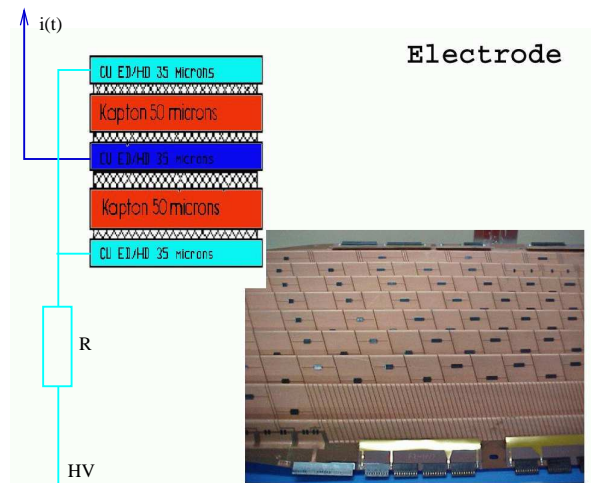 i(t)
Electrode
CU ED/HD 35 Microns
Kapton 50 microns
CU ED/HD 35 Microns
Kapton 50 microns
CU ED/HD 35 Microns
R
HV